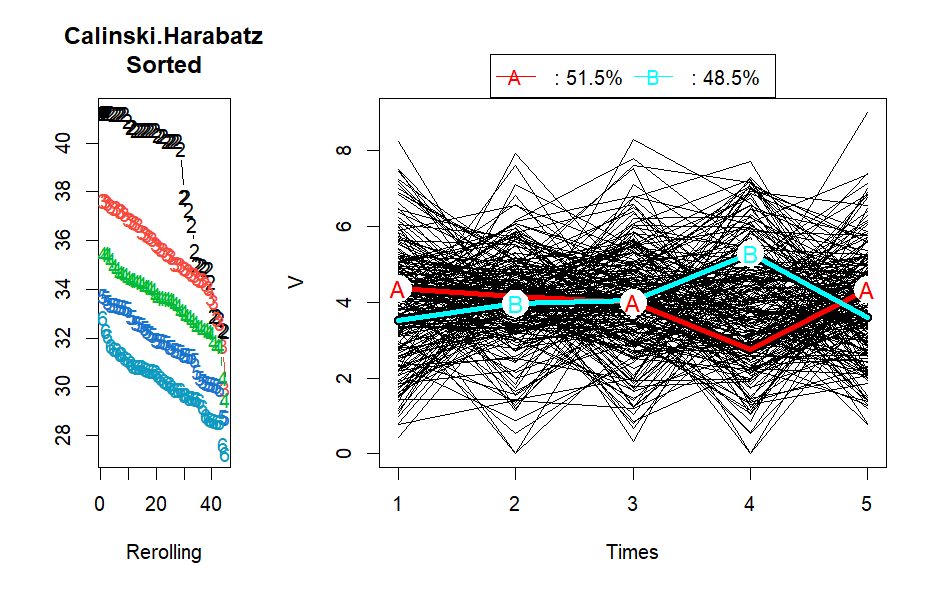 Calinski.Harabatz
Sorted
A : 51.5% B : 48.5%
40
38
36
34
32
30
28
0 20 40
Rerolling
V
8
6
4
2
0
A
B
A
B
A
1 2 3 4 5
Times